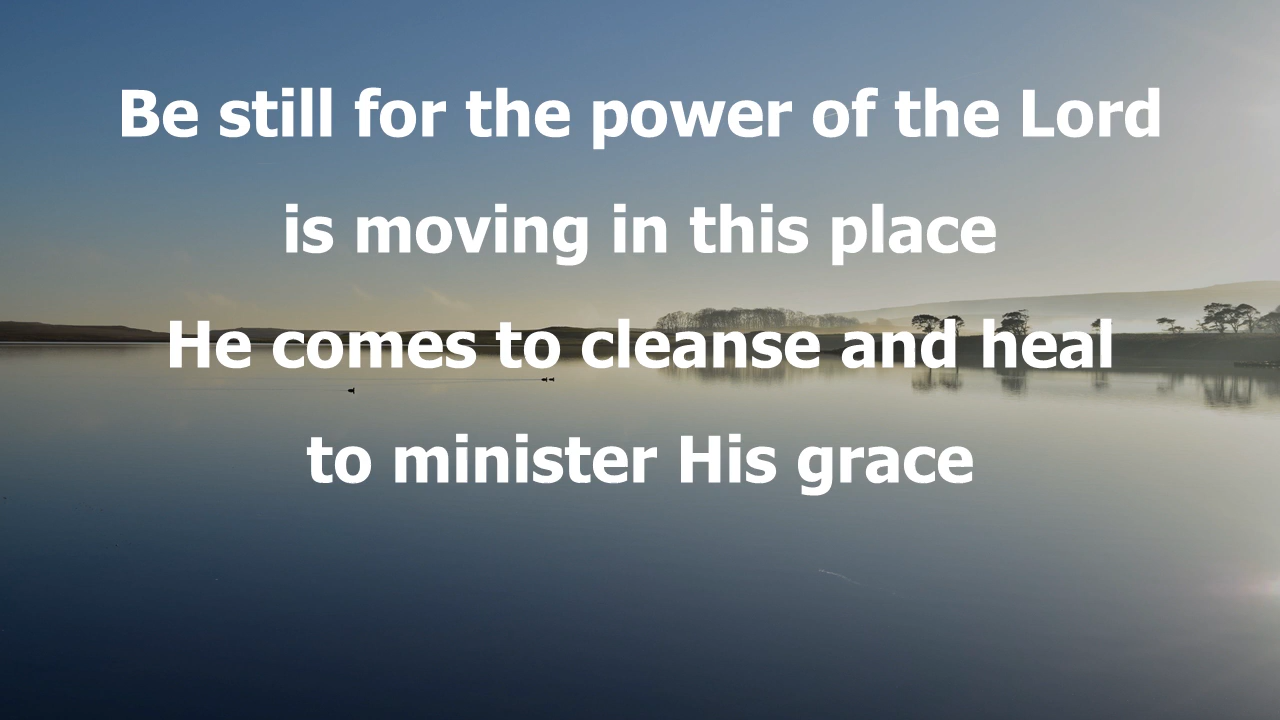 Be still for the power of the Lord
is moving in this place
He comes to cleanse and heal
to minister His grace